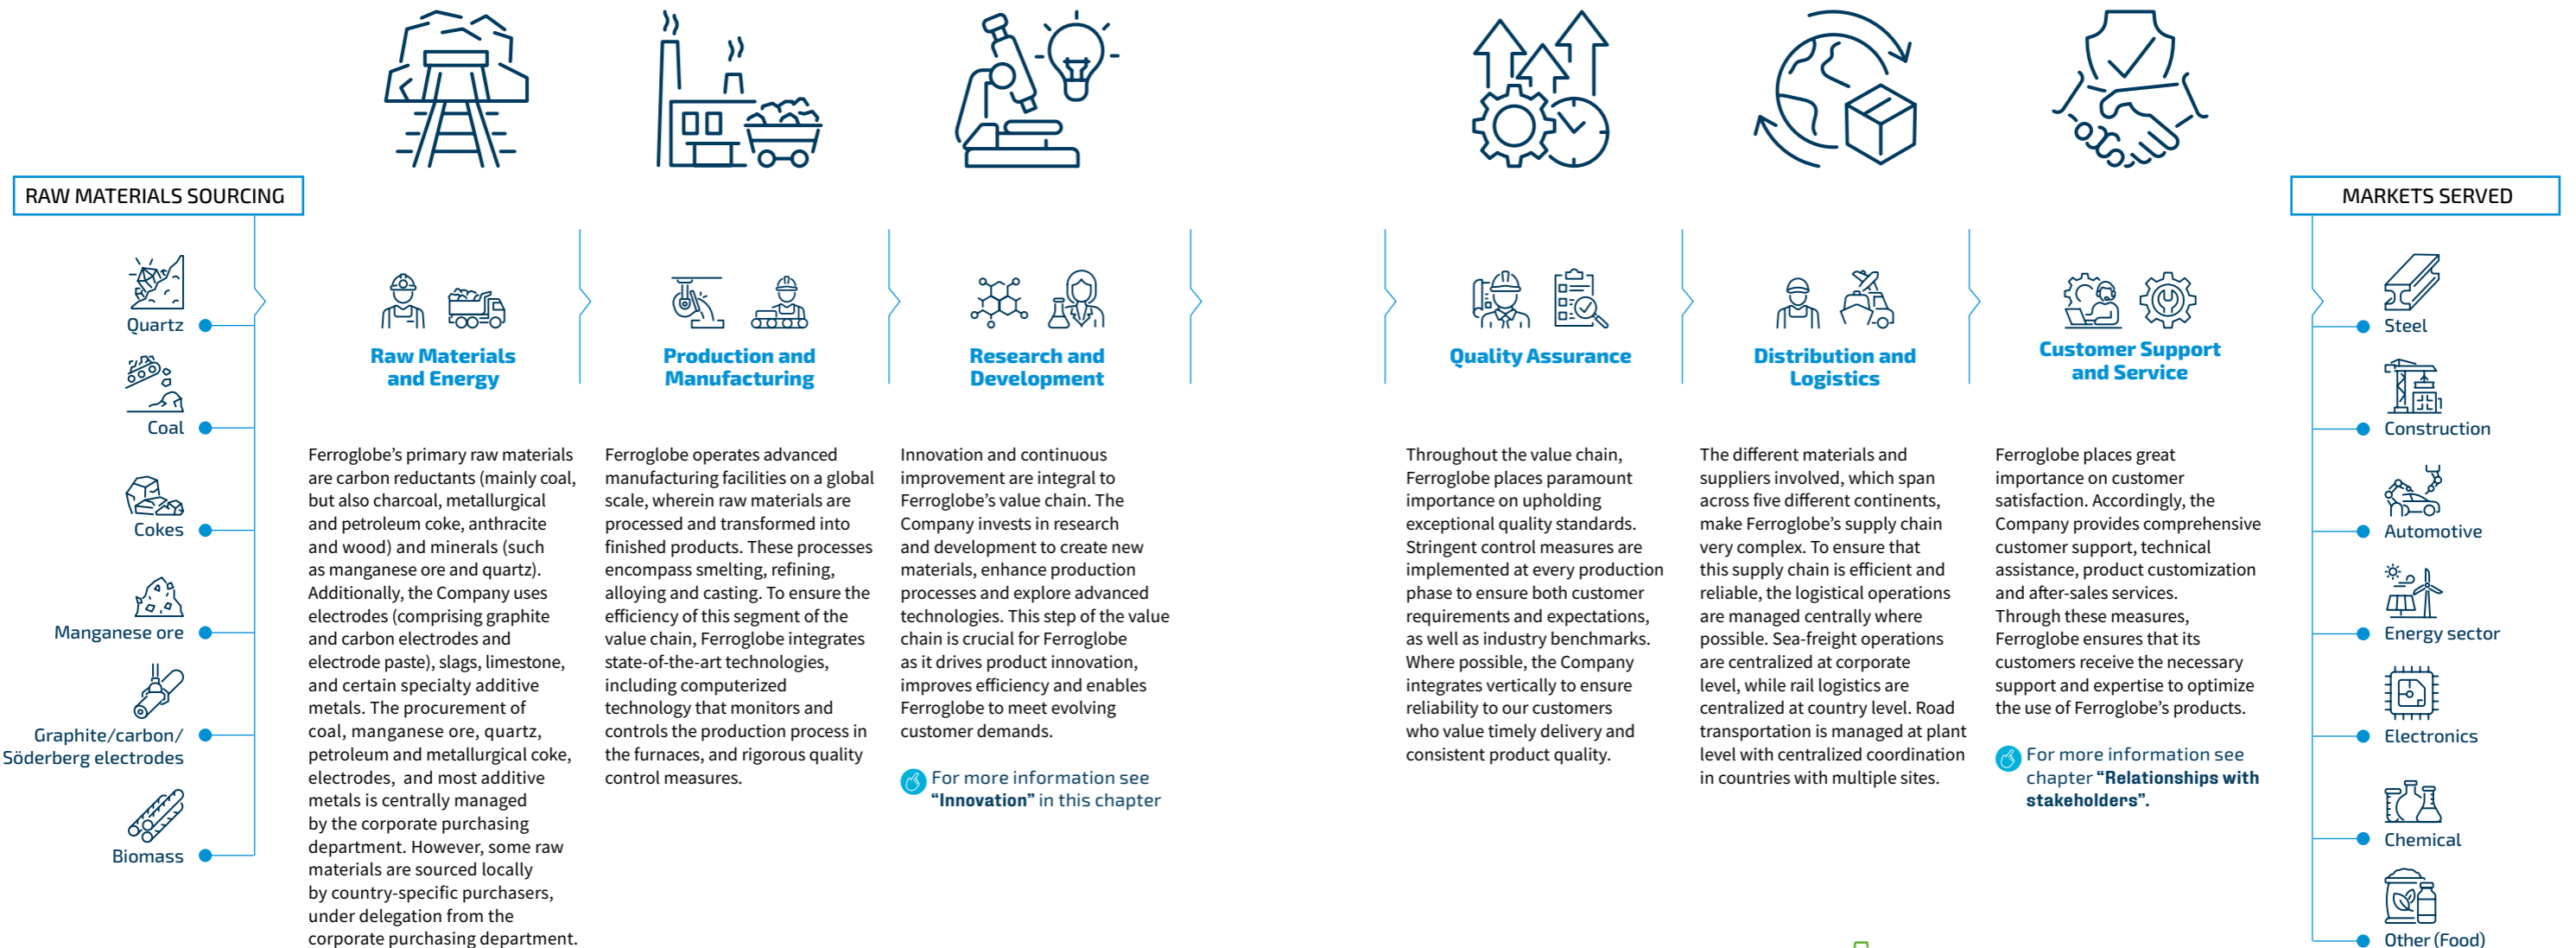 RAW MATERIALS SOURCING
Quartz
Coal
Cokes
Manganese ore
Graphite/carbon/
Söderberg electrodes
Biomass
Raw Materials
and Energy
Ferroglobe’s primary raw materials
are carbon reductants (mainly coal,
but also charcoal, metallurgical
and petroleum coke, anthracite
and wood) and minerals (such
as manganese ore and quartz).
Additionally, the Company uses
electrodes (comprising graphite
and carbon electrodes and
electrode paste), slags, limestone,
and certain specialty additive
metals. The procurement of
coal, manganese ore, quartz,
petroleum and metallurgical coke,
electrodes, and most additive
metals is centrally managed
by the corporate purchasing
department. However, some raw
materials are sourced locally
by country-specific purchasers,
under delegation from the
corporate purchasing department.
Production and
Manufacturing
Ferroglobe operates advanced
manufacturing facilities on a global
scale, wherein raw materials are
processed and transformed into
finished products. These processes
encompass smelting, refining,
alloying and casting. To ensure the
efficiency of this segment of the
value chain, Ferroglobe integrates
state-of-the-art technologies,
including computerized
technology that monitors and
controls the production process in
the furnaces, and rigorous quality
control measures.
Research and
Development
Innovation and continuous
improvement are integral to
Ferroglobe’s value chain. The
Company invests in research
and development to create new
materials, enhance production
processes and explore advanced
technologies. This step of the value
chain is crucial for Ferroglobe
as it drives product innovation,
improves efficiency and enables
Ferroglobe to meet evolving
customer demands.
For more information see
“Innovation” in this chapter
Quality Assurance
Throughout the value chain,
Ferroglobe places paramount
importance on upholding
exceptional quality standards.
Stringent control measures are
implemented at every production
phase to ensure both customer
requirements and expectations,
as well as industry benchmarks.
Where possible, the Company
integrates vertically to ensure
reliability to our customers
who value timely delivery and
consistent product quality.
Distribution and
Logistics
The different materials and
suppliers involved, which span
across five different continents,
make Ferroglobe’s supply chain
very complex. To ensure that
this supply chain is efficient and
reliable, the logistical operations
are managed centrally where
possible. Sea-freight operations
are centralized at corporate
level, while rail logistics are
centralized at country level. Road
transportation is managed at plant
level with centralized coordination
in countries with multiple sites.
Customer Support
and Service
Ferroglobe places great
importance on customer
satisfaction. Accordingly, the
Company provides comprehensive
customer support, technical
assistance, product customization
and after-sales services.
Through these measures,
Ferroglobe ensures that its
customers receive the necessary
support and expertise to optimize
the use of Ferroglobe’s products.
For more information see
chapter “Relationships with
stakeholders”.
MARKETS SERVED
Steel
Construction
Automotive
Energy sector
Electronics
Chemical
Other (Food)